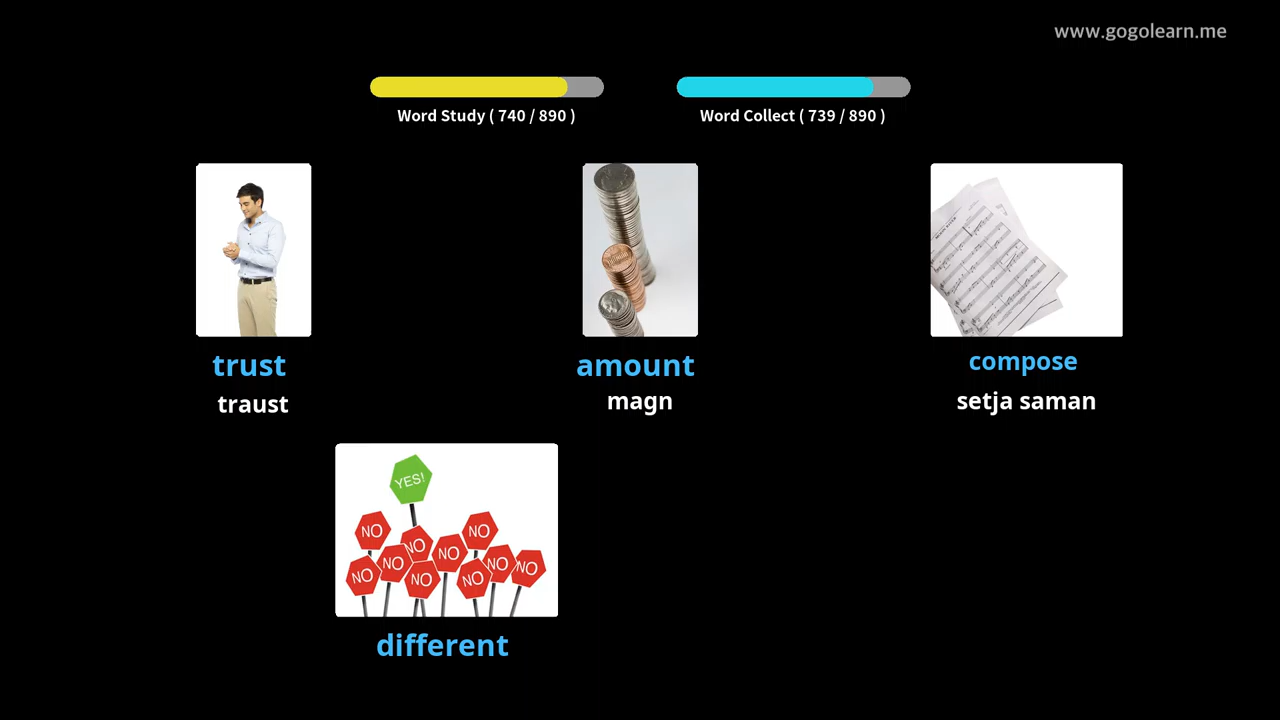 www.gogolearn.me
Word Study ( 740 / 890 )
Word Collect ( 739 / 890 )
trust
traust
amount
magn
compose
setja saman
YES!
NO
NO
NO
NO
NO
NO
NO
NO
NO
NO
different